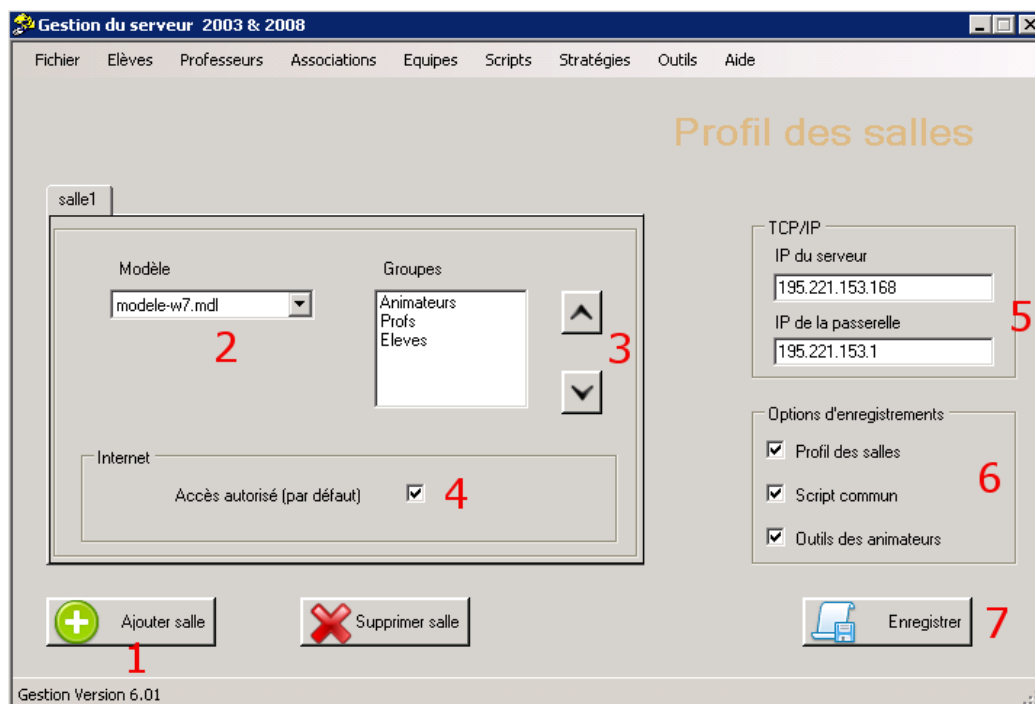 Gestion du serveur 2003 & 2008
Fichier Elèves Professeurs Associations Equipes Scripts Stratégies Outils Aide
Profil des salles
salle1
Modèle
modele-w7.mdl
2
Groupes
Animateurs
Profs
Eleves
3
Internet
Accès autorisé (par défaut)
4
TCP/IP
IP du serveur
195.221.153.168
IP de la passerelle
195.221.153.1
5
Options d'enregistrements
Profil des salles
Script commun
Outils des animateurs
6
Ajouter salle
1
Supprimer salle
Enregistrer
7
Gestion Version 6.01